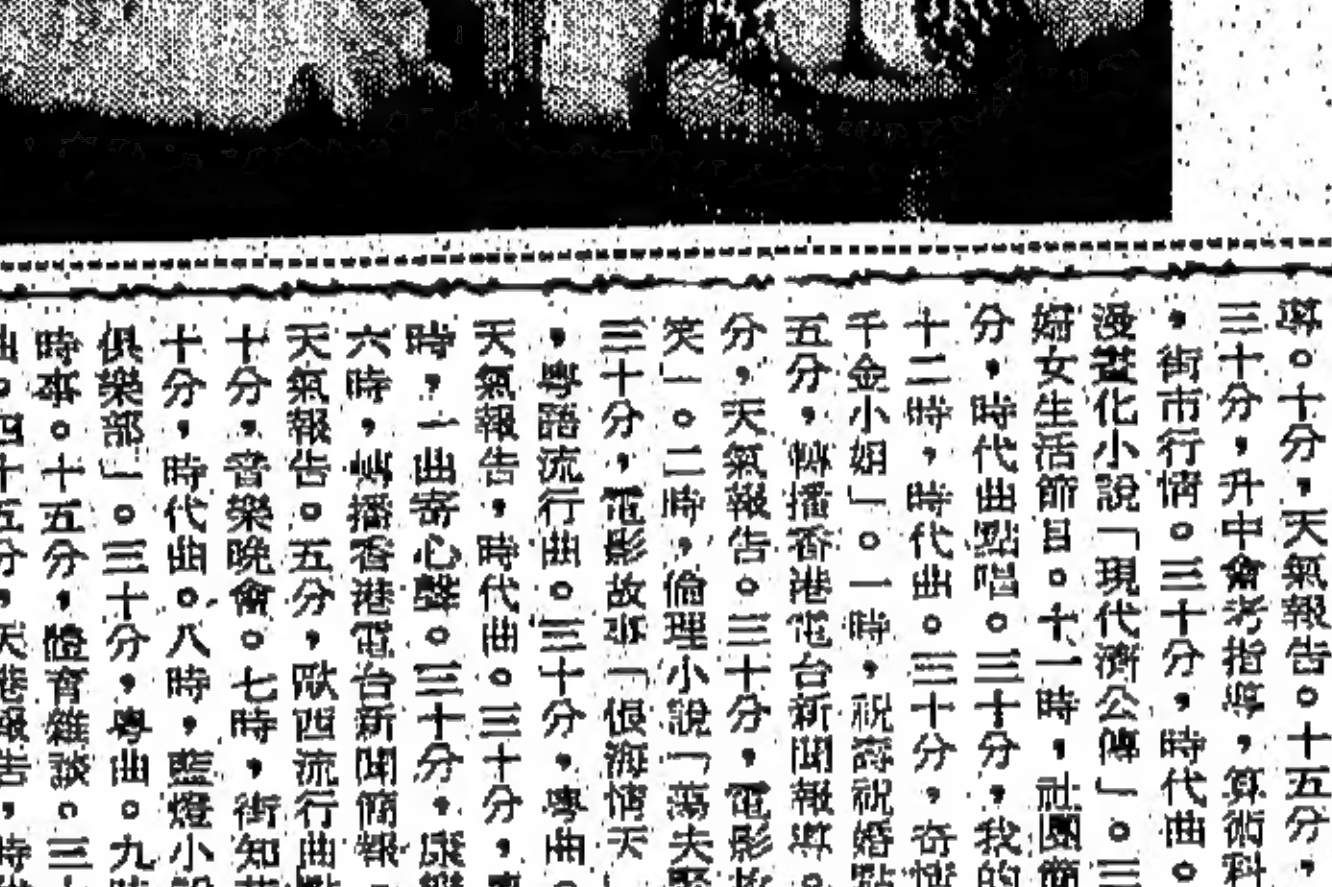 導。十分，天氣報告。十五分，
三十分，升中會考指導，算術科
，街市行情。三十分，時代曲。
漫畫化小說「現代濟公傳」。三
婦女生活節目。十一時，社團節
分，時代曲點唱。三十分，我的
十二時，時代曲。三十分，奇情
千金小姐」。一時，祝壽祝婚點
五分，轉播香港電台新聞報導。
分，天氣報告。三十分，電影故
笑」。二時，倫理小說「蕩夫
三十分，電影故事「恨海情天
，粵語流行曲。三十分，粵曲。
天氣報告，時代曲。三十分，粵
時，一曲寄心聲。三十分，康樂
六時，轉播香港電台新聞簡報。
天氣報告。五分，歐西流行曲點
十分，音樂晚會。七時，街知
十分，時代曲。八時，藍燈小說
俱樂部」。三十分，粵曲。九時
時事。十五分，體育雜談。三十
曲。四十五分，天港報告，時代